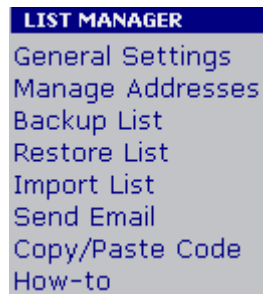 LIST MANAGER
General Settings
Manage Addresses
Backup List
Restore List
Import List
Send Email
Copy/Paste Code
How-to